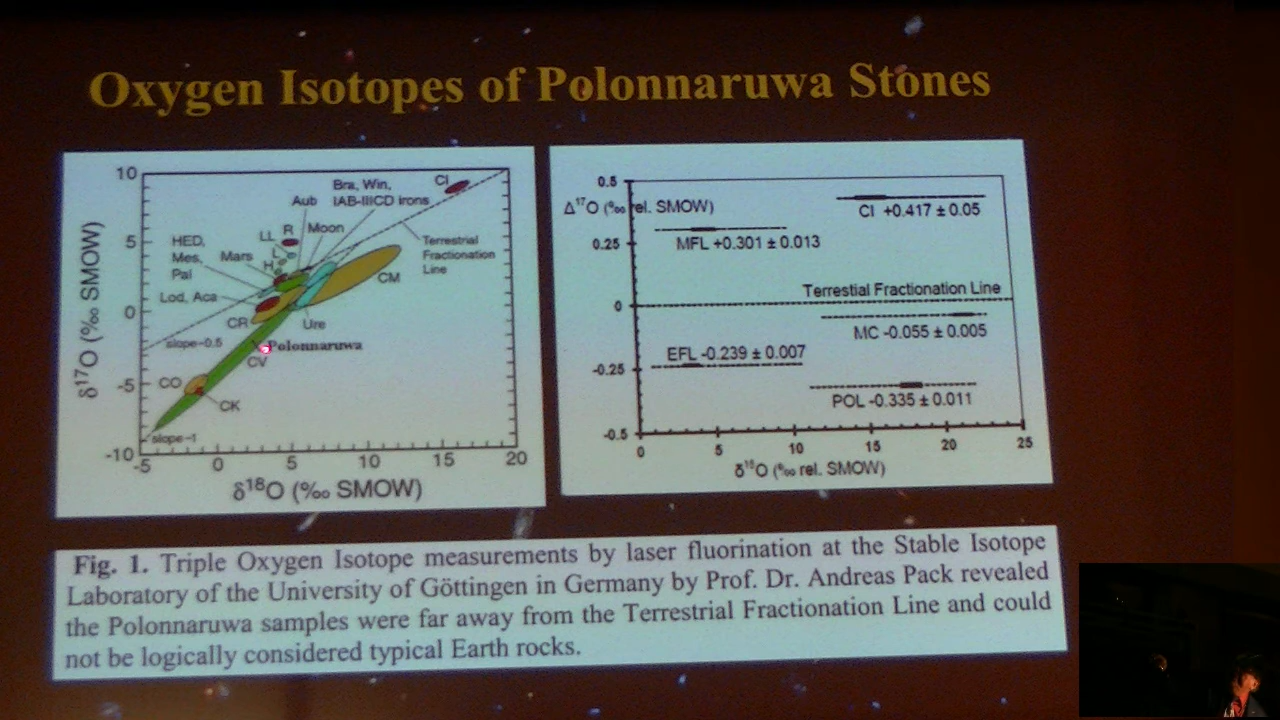 Oxygen Isotopes of Polonnaruwa Stones
10
5
0
-5
-10
δ¹⁷O (‰ SMOW)
-5
0
5
10
15
20
δ¹⁸O (‰ SMOW)
Bra, Win,
IAB-IIICD irons
CI
Aub
R
LL
L
H
Moon
HED,
Mes,
Pal
Mars
Terrestrial
Fractionation
Line
CM
Lod, Aca
CR
Ure
slope~0.5
Polonnaruwa
CV
CO
CK
slope~1
0.5
0.25
0
-0.25
-0.5
Δ¹⁷O (‰ rel. SMOW)
CI +0.417 ± 0.05
MFL +0.301 ± 0.013
Terrestial Fractionation Line
MC -0.055 ± 0.005
EFL -0.239 ± 0.007
POL -0.335 ± 0.011
0
5
10
15
20
25
δ¹⁸O (‰ rel. SMOW)
Fig. 1. Triple Oxygen Isotope measurements by laser fluorination at the Stable Isotope
Laboratory of the University of Göttingen in Germany by Prof. Dr. Andreas Pack revealed
the Polonnaruwa samples were far away from the Terrestrial Fractionation Line and could
not be logically considered typical Earth rocks.